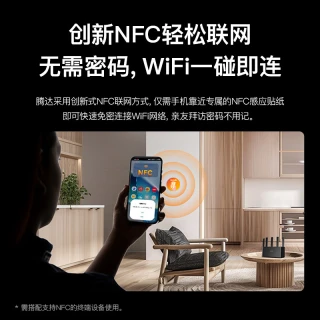 创新NFC轻松联网
无需密码, WiFi一碰即连
腾达采用创新式NFC联网方式, 仅需手机靠近专属的NFC感应贴纸
即可快速免密连接WiFi网络, 亲友拜访密码不用记。
NFC
* 需搭配支持NFC的终端设备使用。